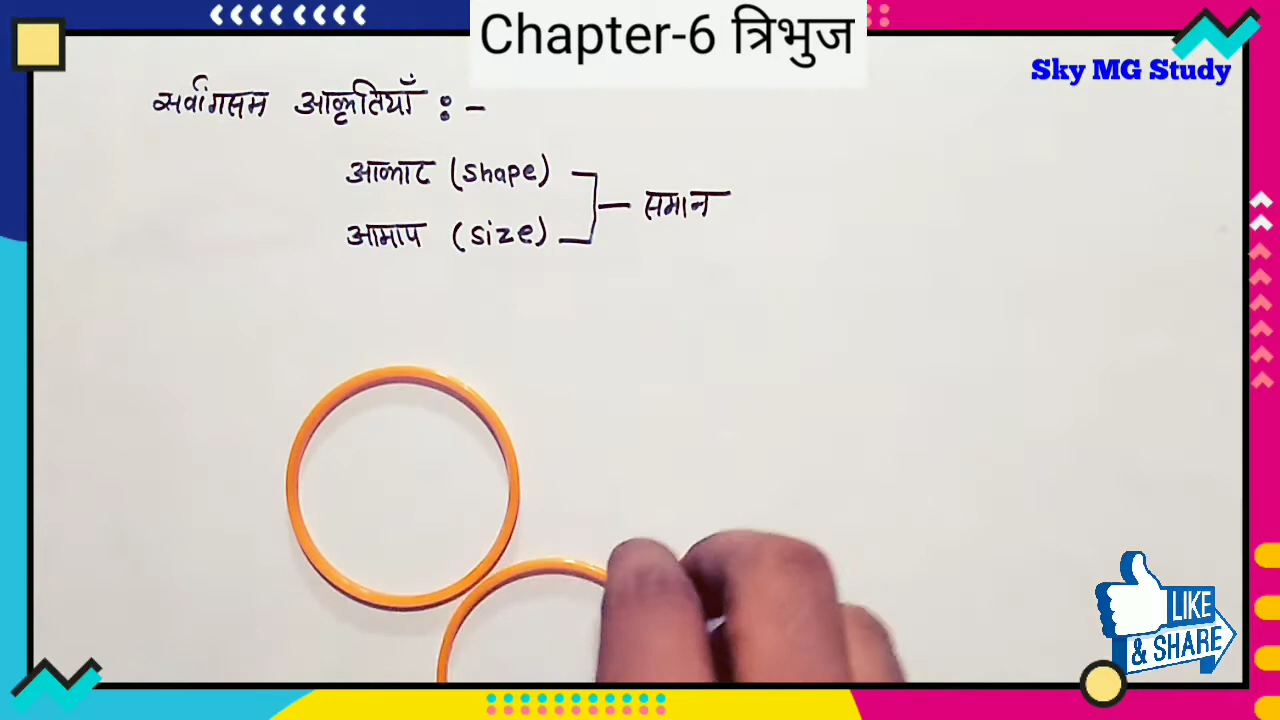 Chapter-6 त्रिभुज
Sky MG Study
सर्वांगसम आकृतियाँ :-
आकार (shape)
समान
आमाप (size)
LIKE
& SHARE